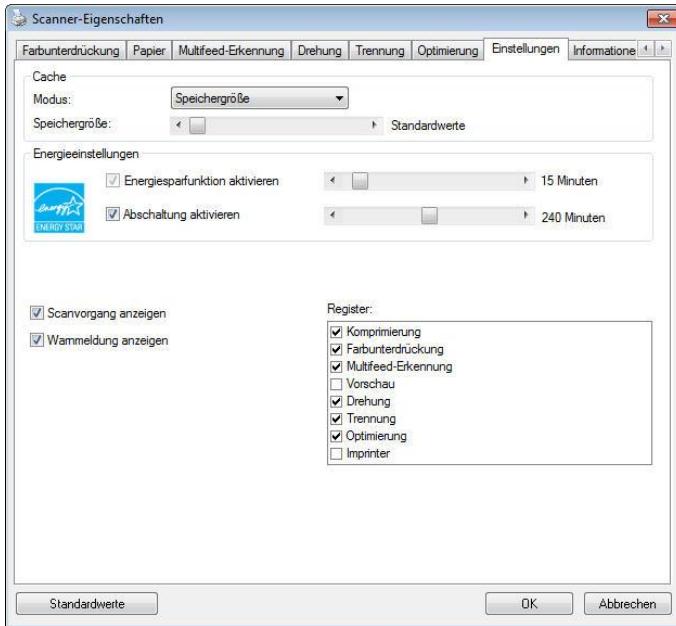 Scanner-Eigenschaften
Farbunterdrückung Papier Multifeed-Erkennung Drehung Trennung Optimierung Einstellungen Informatione
Cache
Modus: Speichergröße
Speichergröße: Standardwerte
Energieeinstellungen
Energiesparfunktion aktivieren 15 Minuten
Abschaltung aktivieren 240 Minuten
energy
ENERGY STAR
Scanvorgang anzeigen
Warnmeldung anzeigen
Register:
Komprimierung
Farbunterdrückung
Multifeed-Erkennung
Vorschau
Drehung
Trennung
Optimierung
Imprinter
Standardwerte OK Abbrechen